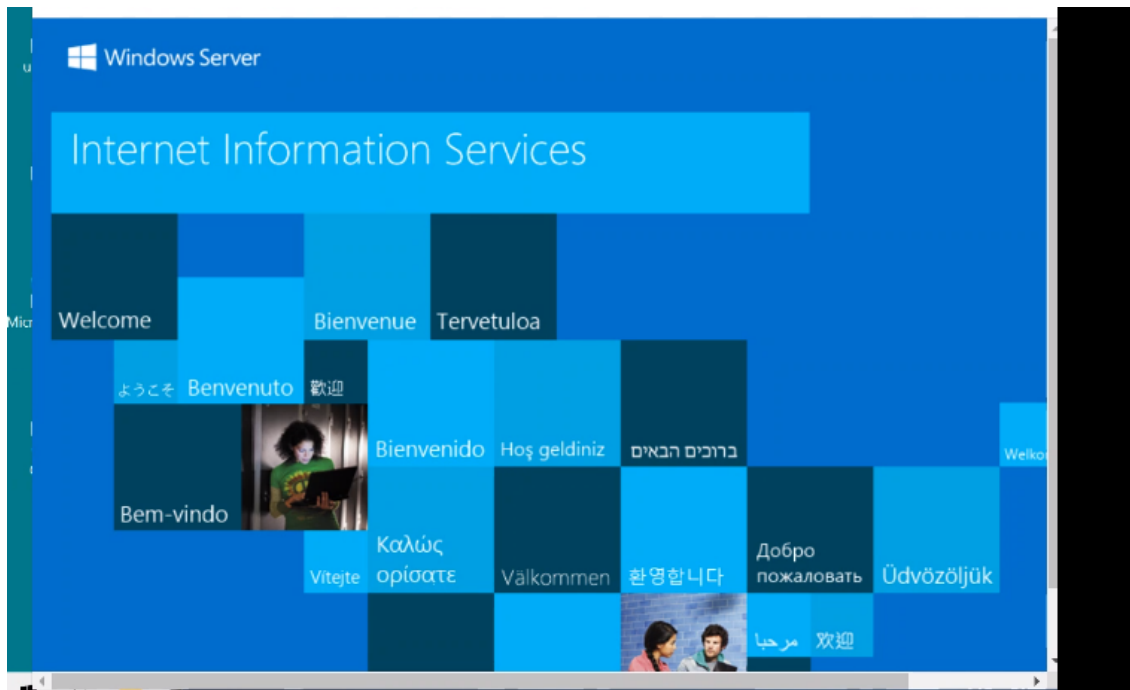 Windows Server
Internet Information Services
Welcome
Bienvenue
Tervetuloa
ようこそ
Benvenuto
歡迎
Bienvenido
Hoş geldiniz
ברוכים הבאים
Bem-vindo
Vítejte
Καλώς
ορίσατε
Välkommen
환영합니다
Добро
пожаловать
Üdvözöljük
مرحبا
欢迎